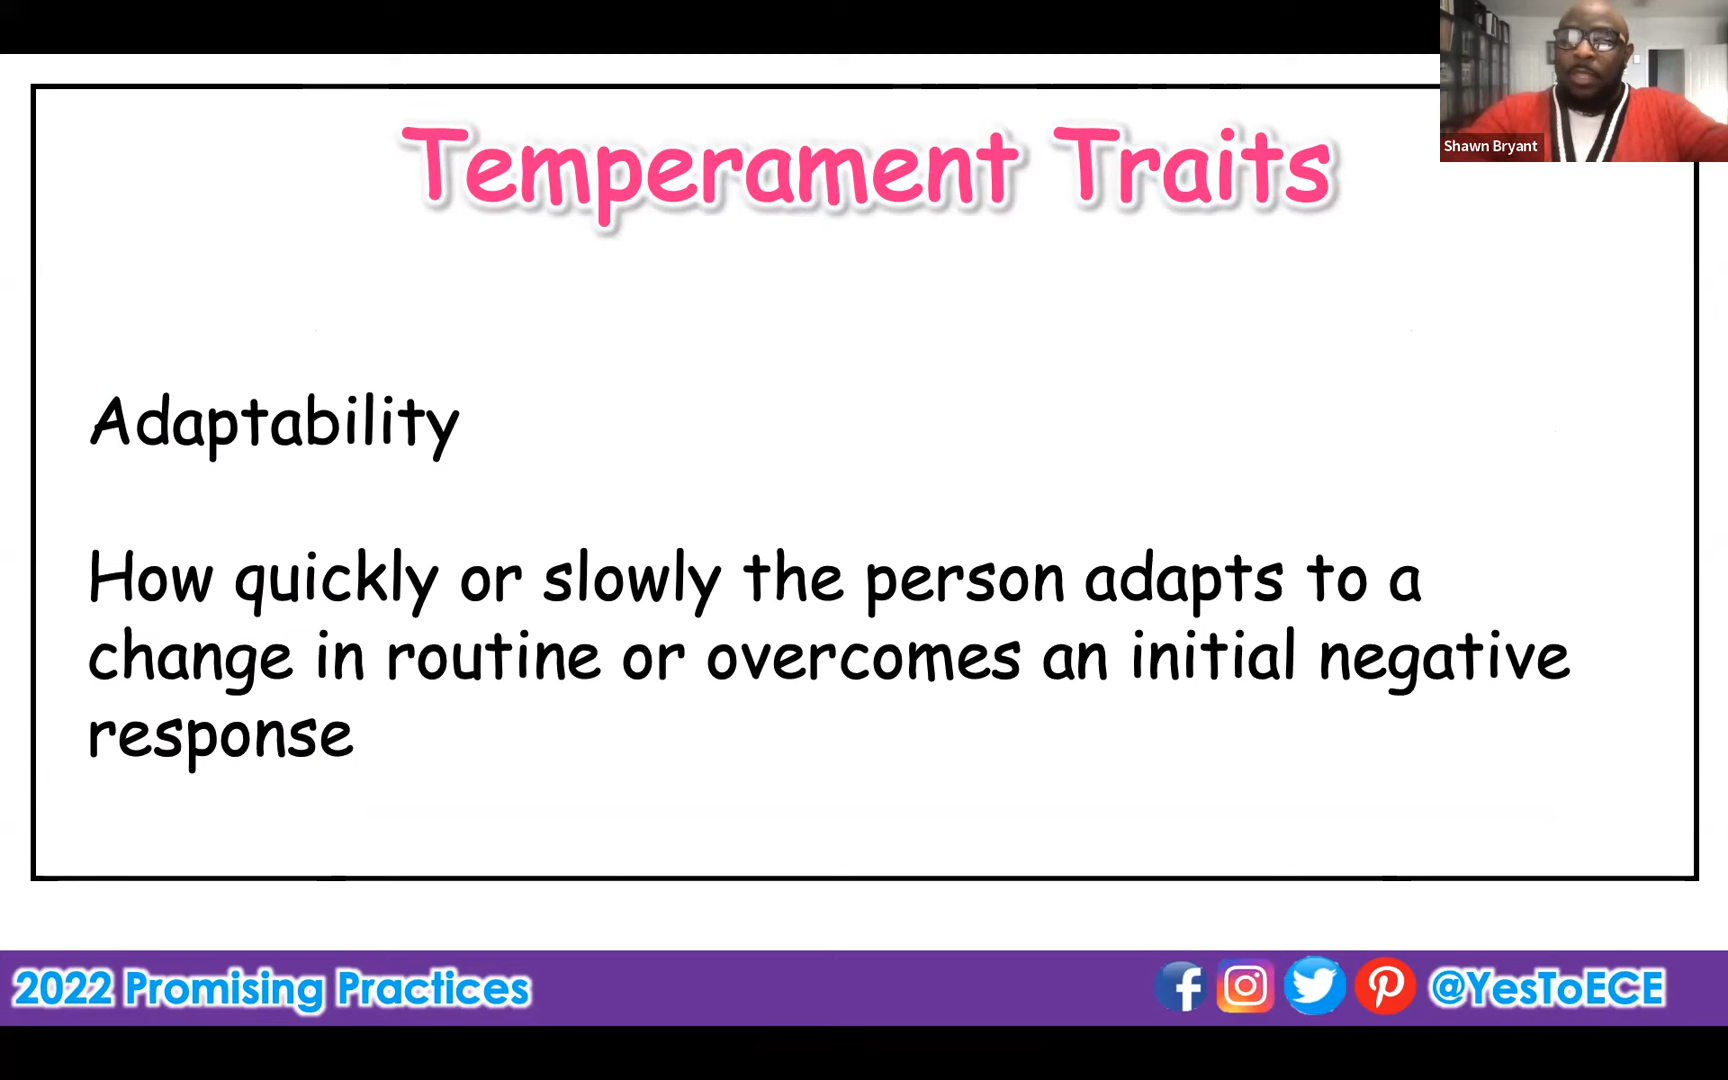 Temperament Traits
Shawn Bryant
Adaptability
How quickly or slowly the person adapts to a
change in routine or overcomes an initial negative
response
2022 Promising Practices
@YesToECE